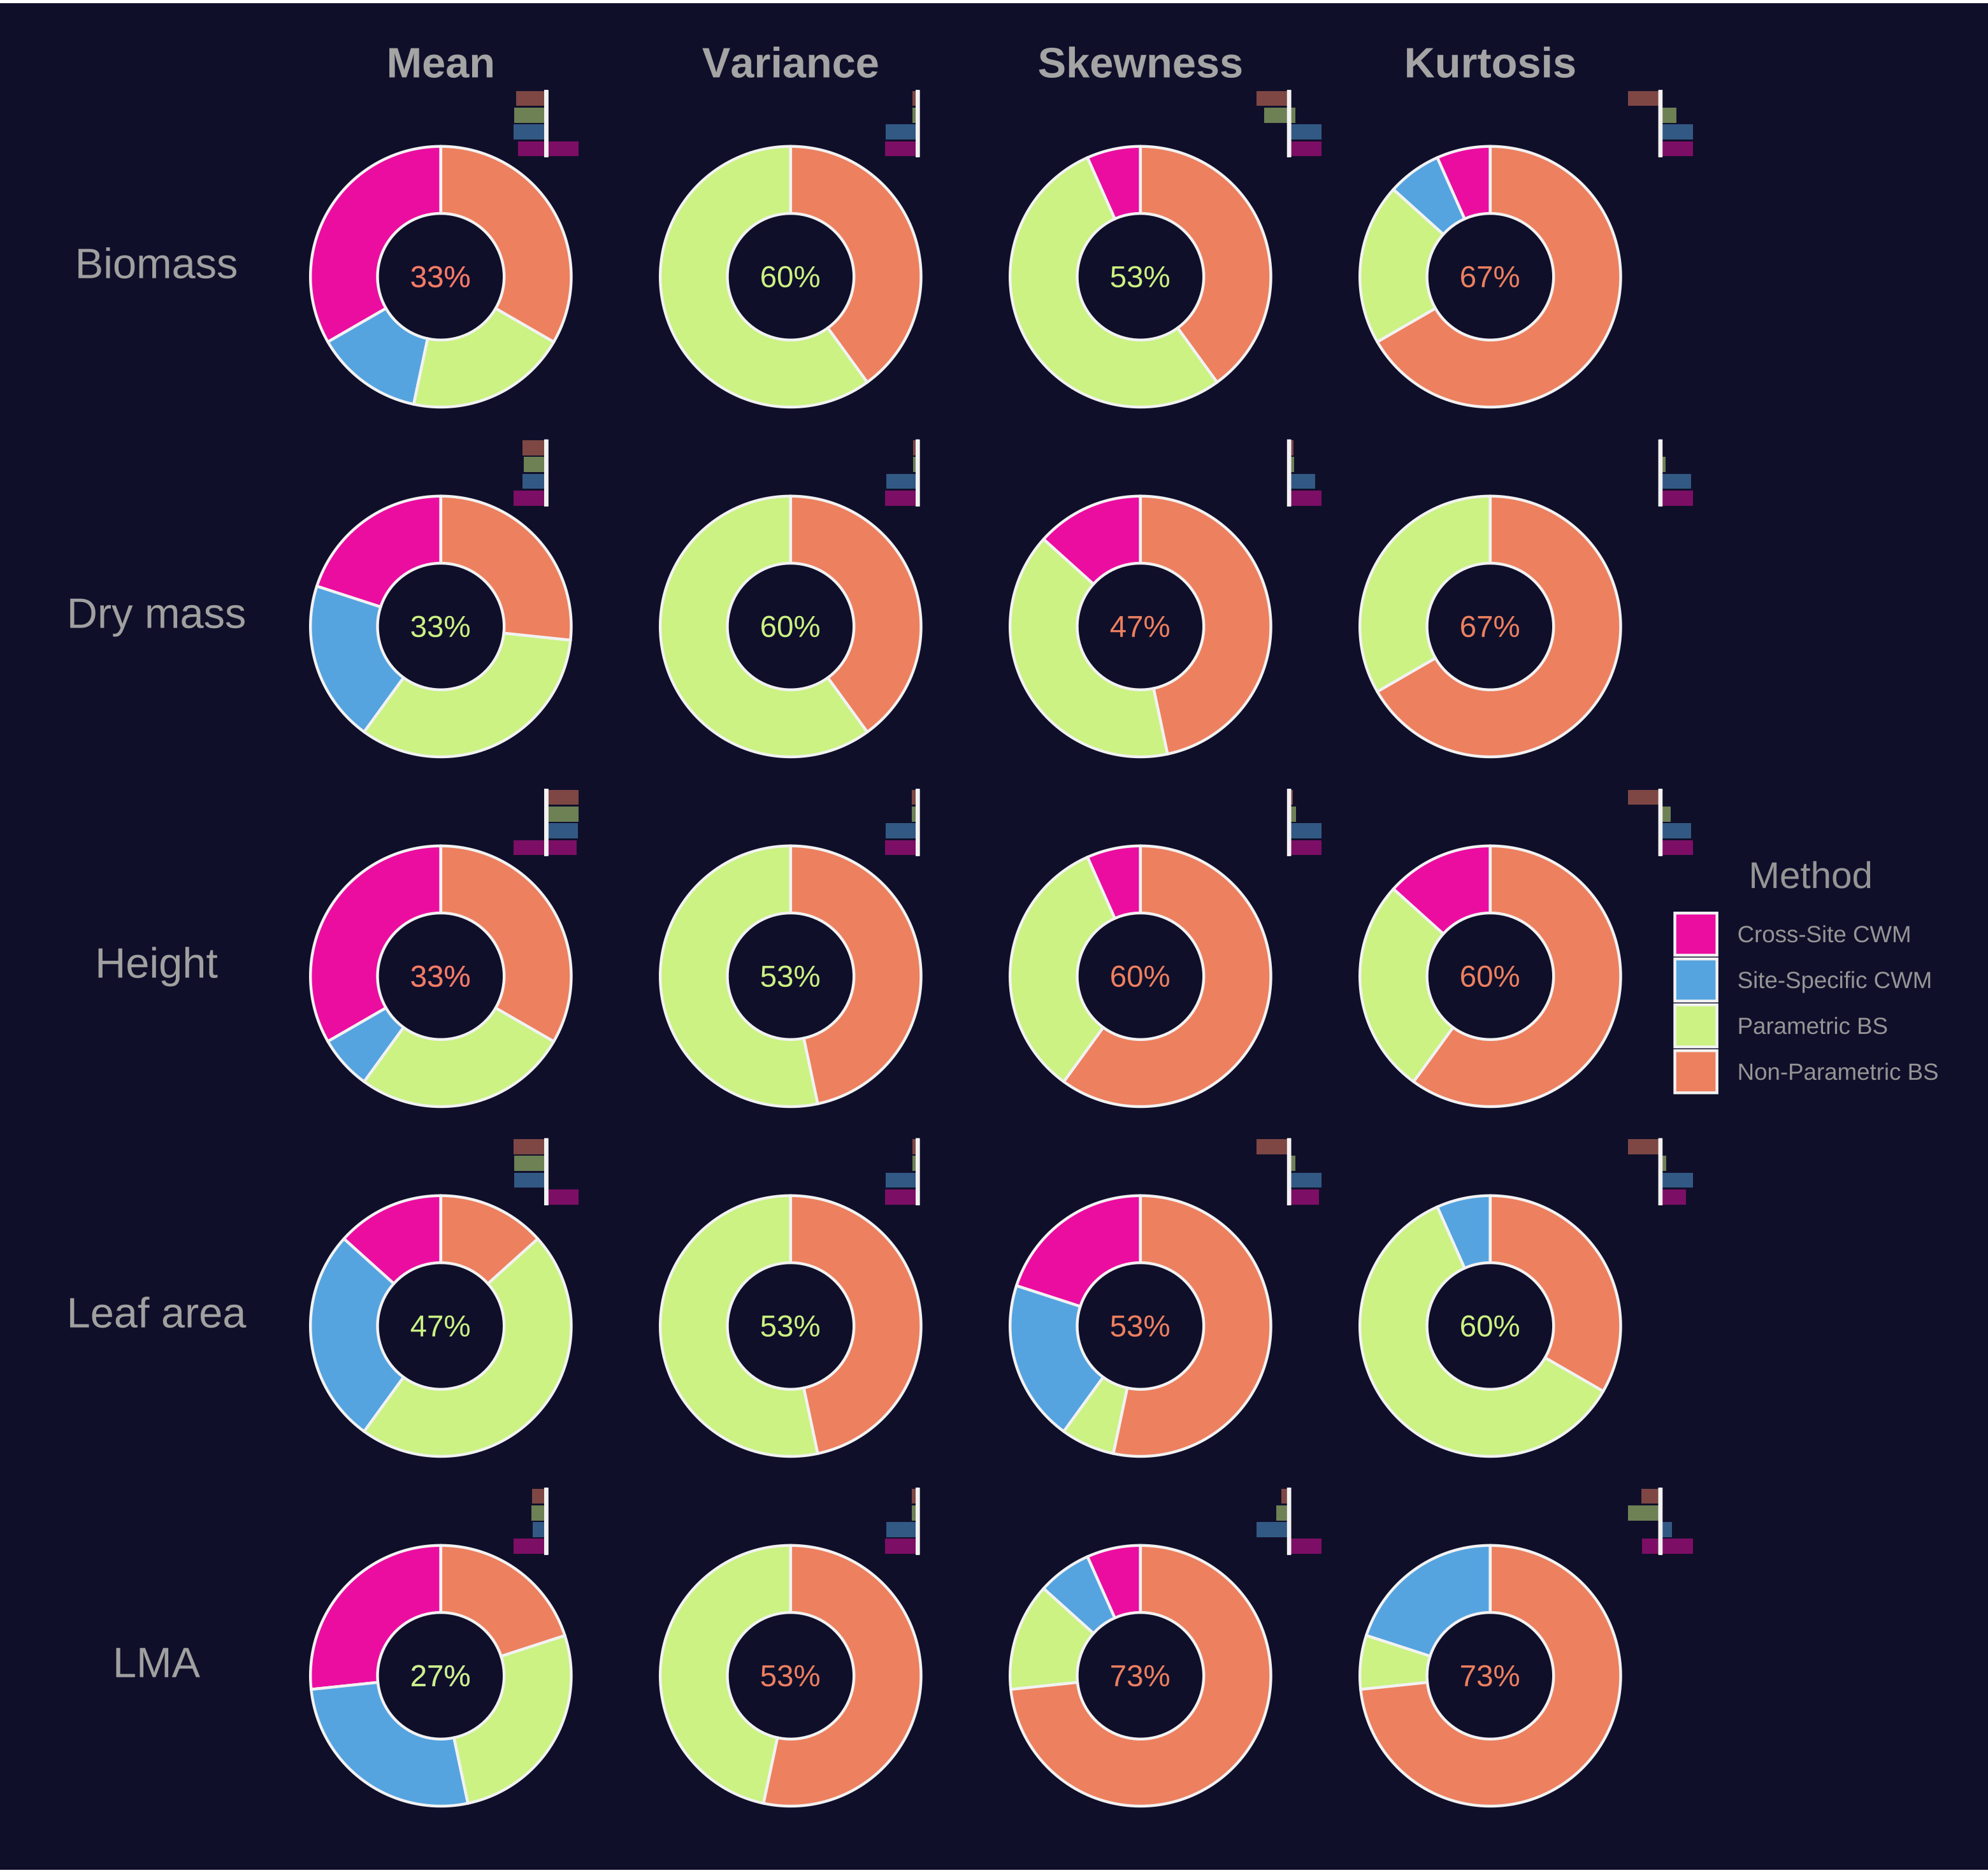 Mean Variance Skewness Kurtosis
Biomass 33% 60% 53% 67%
Dry mass 33% 60% 47% 67%
Height 33% 53% 60% 60%
Method
Cross-Site CWM
Site-Specific CWM
Parametric BS
Non-Parametric BS
Leaf area 47% 53% 53% 60%
LMA 27% 53% 73% 73%